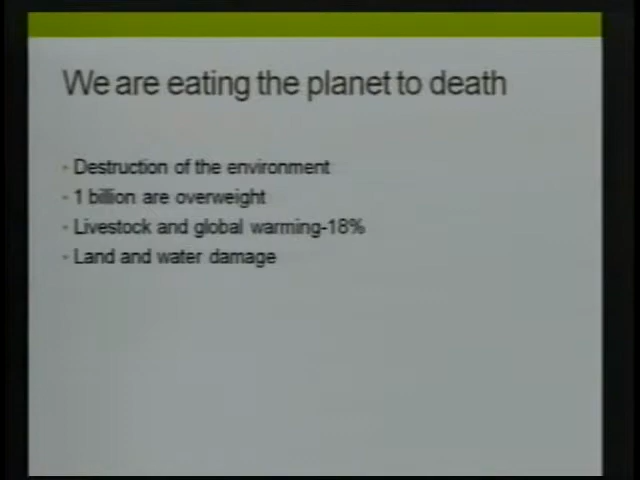 We are eating the planet to death
- Destruction of the environment
- 1 billion are overweight
- Livestock and global warming-18%
- Land and water damage